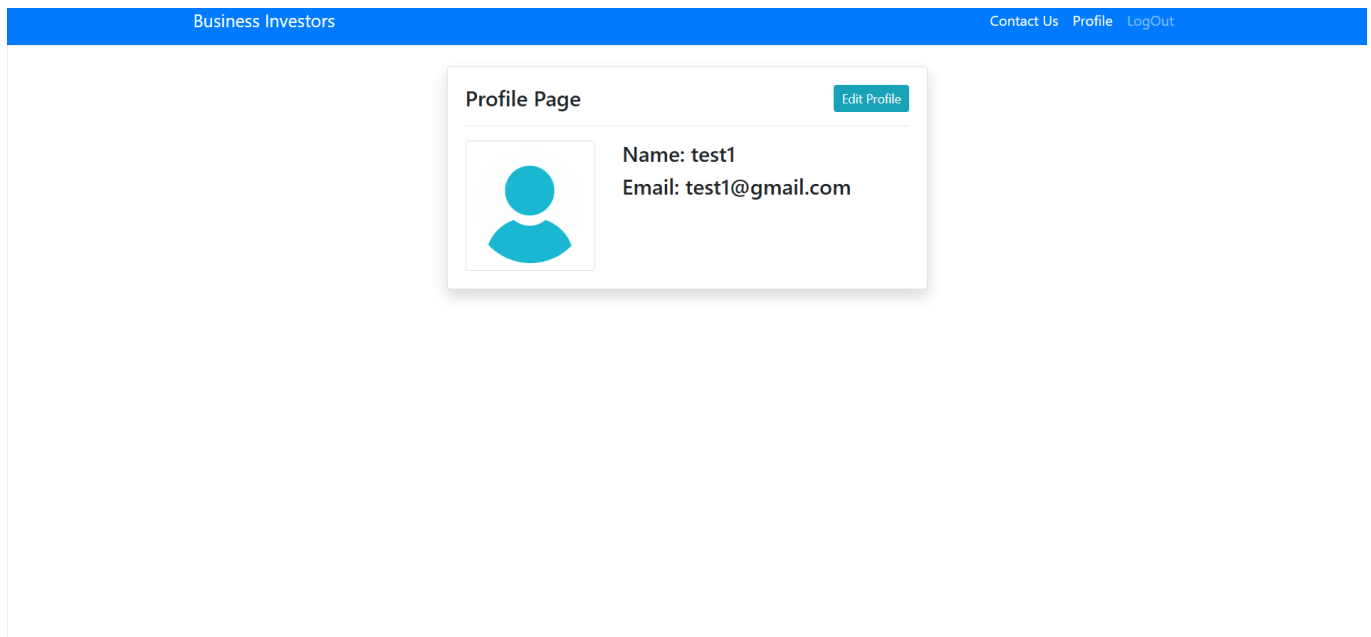 Business Investors
Contact Us Profile LogOut
Profile Page
Edit Profile
Name: test1
Email: test1@gmail.com